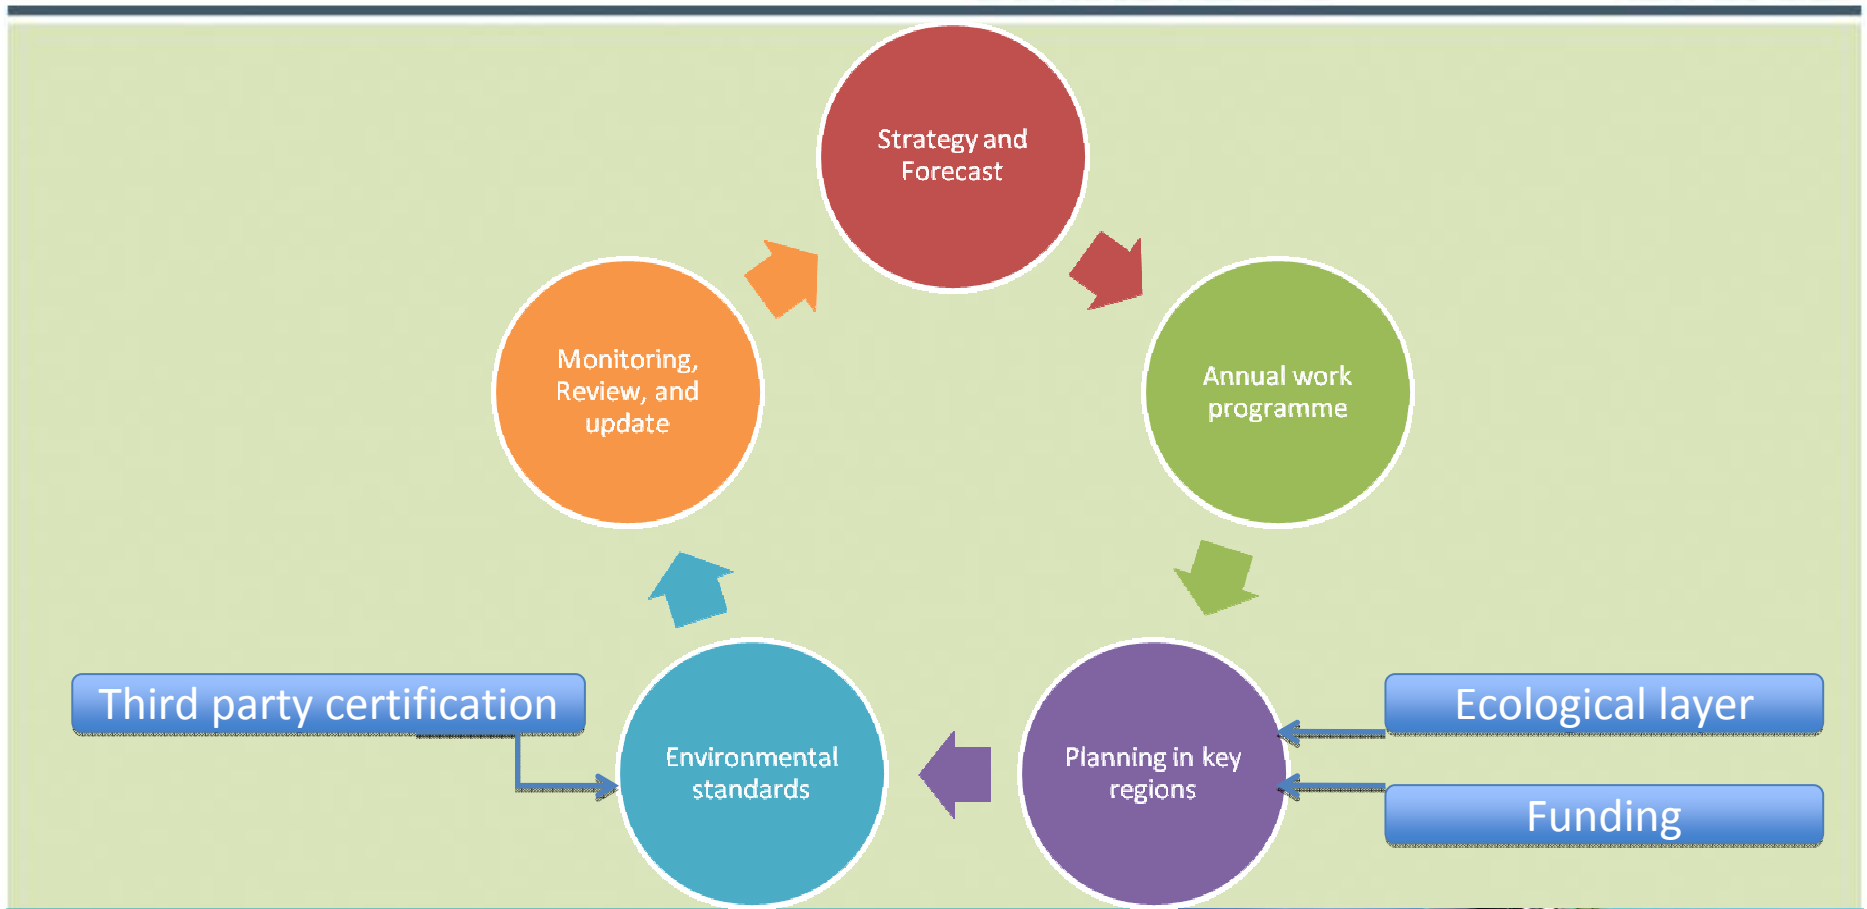 Strategy and
Forecast
Annual work
programme
Monitoring,
Review, and
update
Third party certification
Environmental
standards
Planning in key
regions
Ecological layer
Funding